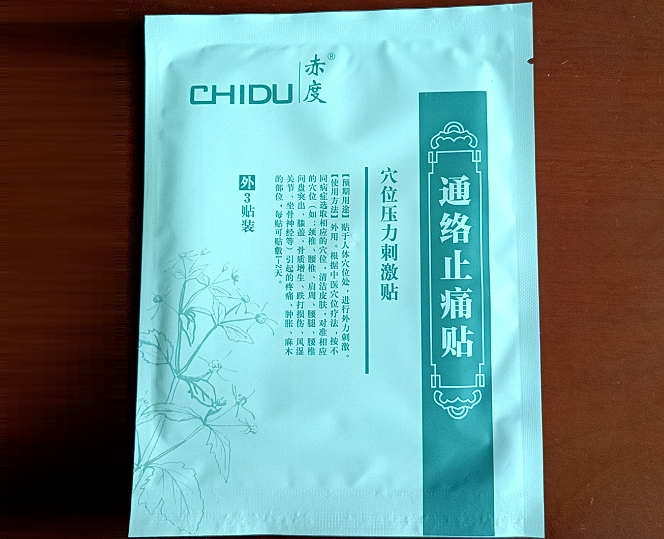 CHIDU
赤度®
通络止痛贴
穴位压力刺激贴
【预期用途】贴于人体穴位处,进行外力刺激。
【使用方法】外用。根据中医穴位疗法,按不
同病症选取相应的穴位,清洁皮肤,对准相应
的穴位(如:颈椎、腰椎、肩周、腰腿、腰椎
间盘突出、膝盖、骨质增生、跌打损伤、风湿
关节、坐骨神经等)引起的疼痛、肿胀、麻木
的部位,每贴可贴敷1-2天。
外
3贴装